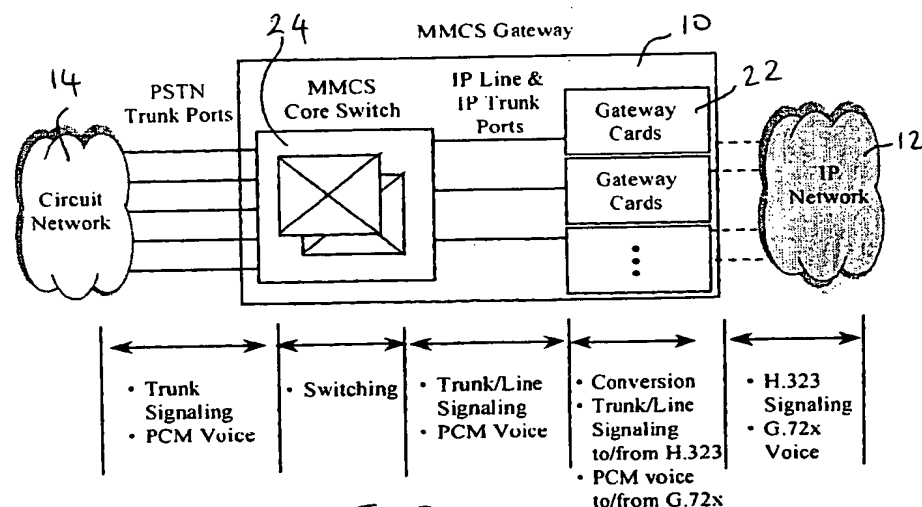 24
MMCS Gateway
10
14
PSTN
Trunk Ports
MMCS
Core Switch
IP Line &
IP Trunk
Ports
22
Gateway
Cards
12
Circuit
Network
Gateway
Cards
IP
Network
• Trunk
Signaling
• PCM Voice
• Switching
• Trunk/Line
Signaling
• PCM Voice
• Conversion
• Trunk/Line
Signaling
to/from H.323
• PCM voice
to/from G.72x
• H.323
Signaling
• G.72x
Voice